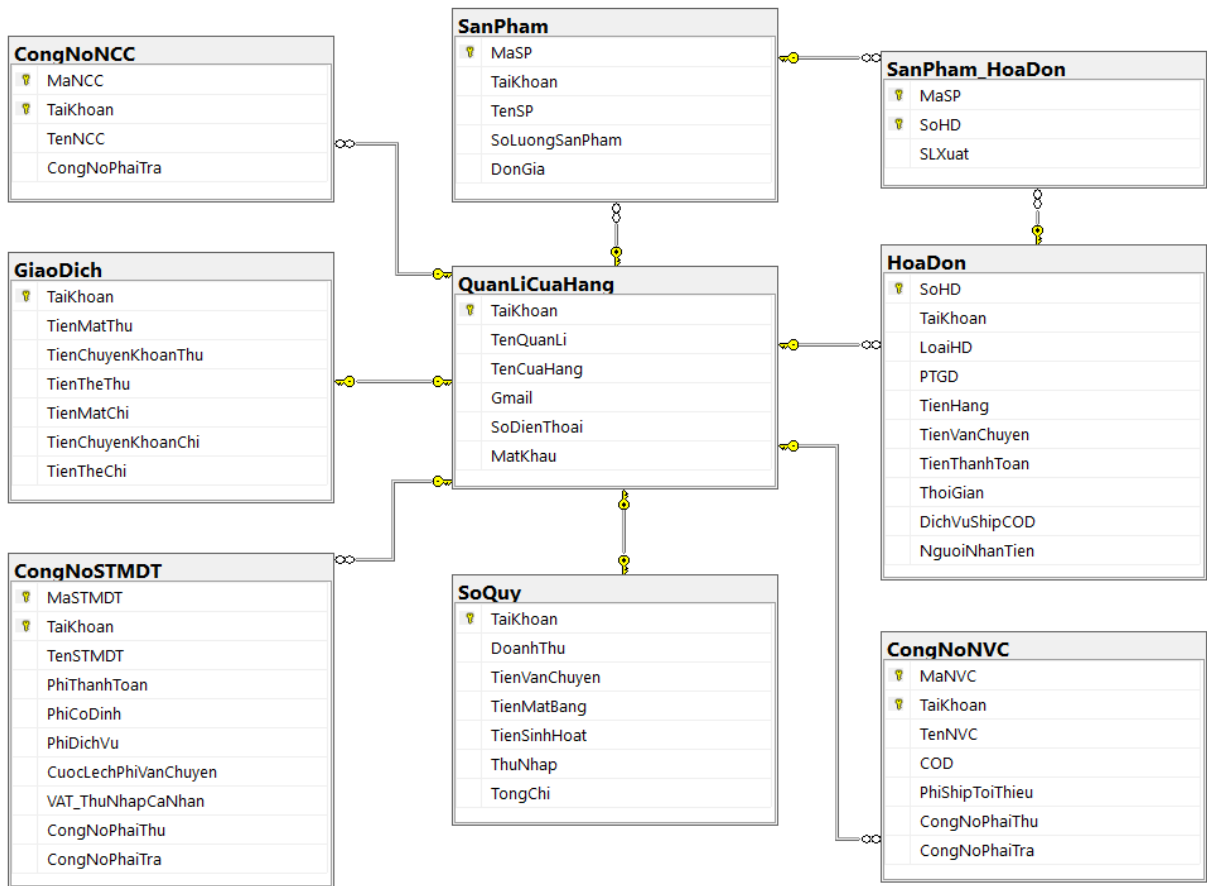 CongNoNCC
MaNCC
TaiKhoan
TenNCC
CongNoPhaiTra
SanPham
MaSP
TaiKhoan
TenSP
SoLuongSanPham
DonGia
SanPham_HoaDon
MaSP
SoHD
SLXuat
GiaoDich
TaiKhoan
TienMatThu
TienChuyenKhoanThu
TienTheThu
TienMatChi
TienChuyenKhoanChi
TienTheChi
QuanLiCuaHang
TaiKhoan
TenQuanLi
TenCuaHang
Gmail
SoDienThoai
MatKhau
HoaDon
SoHD
TaiKhoan
LoaiHD
PTGD
TienHang
TienVanChuyen
TienThanhToan
ThoiGian
DichVuShipCOD
NguoiNhanTien
CongNoSTMDT
MaSTMDT
TaiKhoan
TenSTMDT
PhiThanhToan
PhiCoDinh
PhiDichVu
CuocLechPhiVanChuyen
VAT_ThuNhapCaNhan
CongNoPhaiThu
CongNoPhaiTra
SoQuy
TaiKhoan
DoanhThu
TienVanChuyen
TienMatBang
TienSinhHoat
ThuNhap
TongChi
CongNoNVC
MaNVC
TaiKhoan
TenNVC
COD
PhiShipToiThieu
CongNoPhaiThu
CongNoPhaiTra